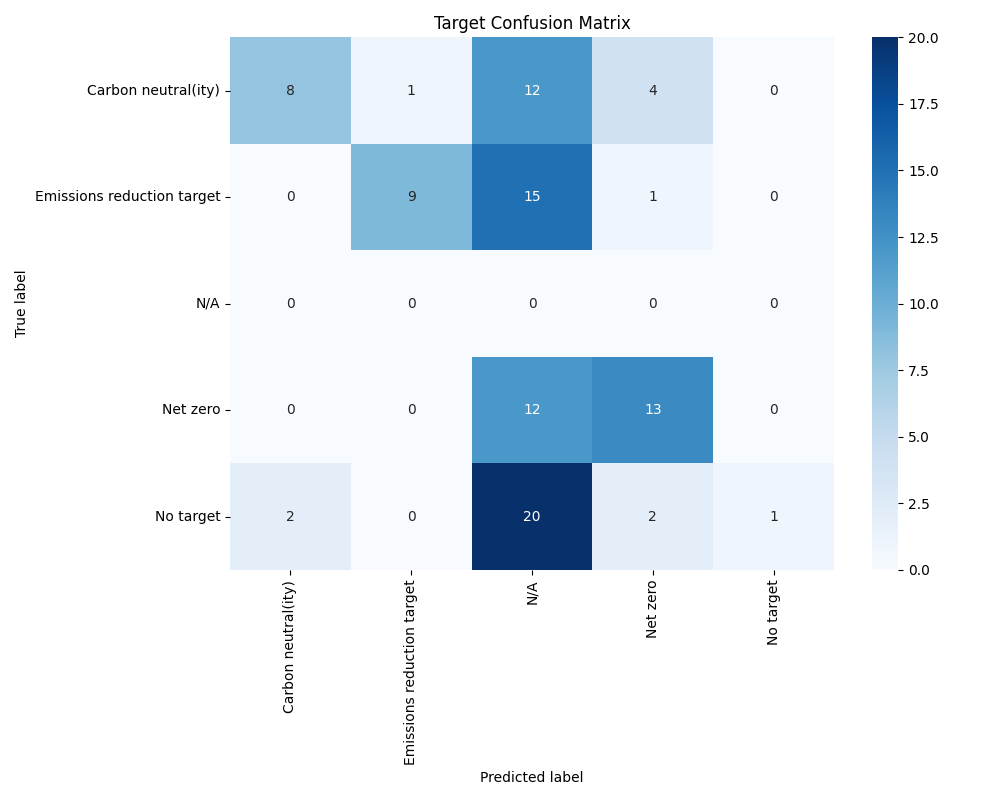 Target Confusion Matrix
True label
Carbon neutral(ity)
8 1 12 4 0
Emissions reduction target
0 9 15 1 0
N/A
0 0 0 0 0
Net zero
0 0 12 13 0
No target
2 0 20 2 1
Carbon neutral(ity)
Emissions reduction target
N/A
Net zero
No target
Predicted label
20.0
17.5
15.0
12.5
10.0
7.5
5.0
2.5
0.0